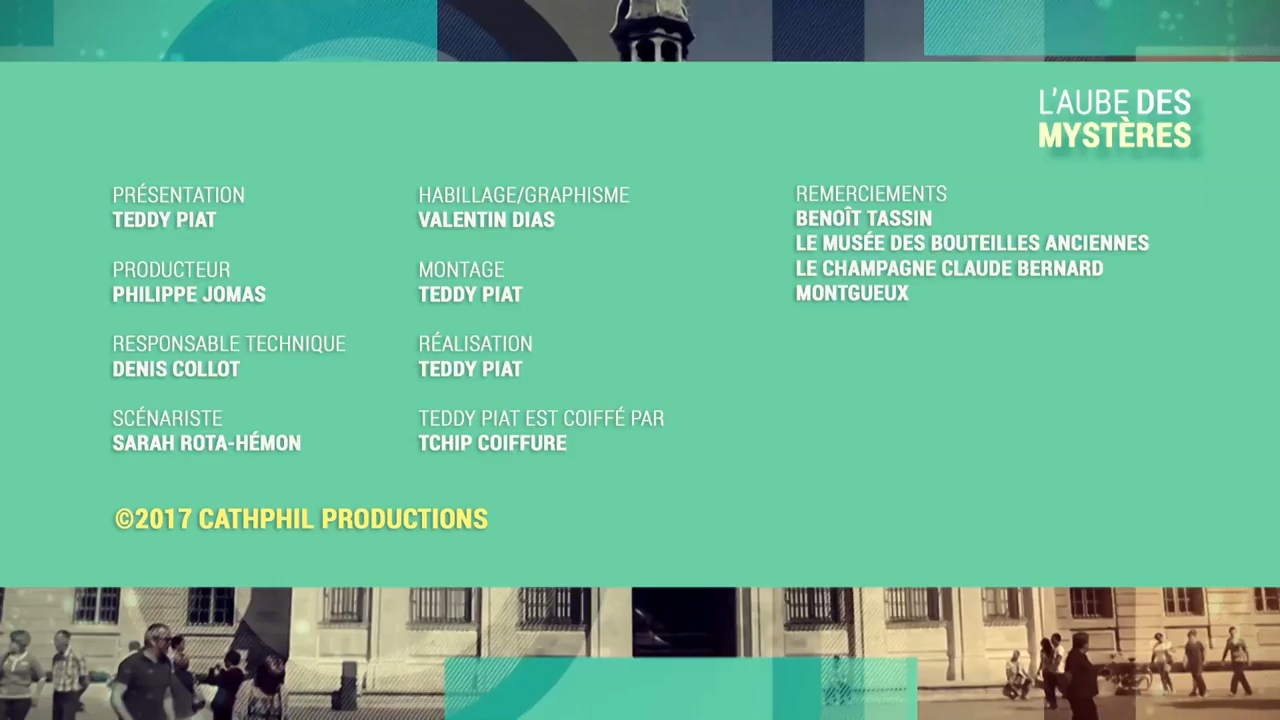 L'AUBE DES
MYSTÈRES
PRÉSENTATION
TEDDY PIAT
PRODUCTEUR
PHILIPPE JOMAS
RESPONSABLE TECHNIQUE
DENIS COLLOT
SCÉNARISTE
SARAH ROTA-HÉMON
HABILLAGE/GRAPHISME
VALENTIN DIAS
MONTAGE
TEDDY PIAT
RÉALISATION
TEDDY PIAT
TEDDY PIAT EST COIFFÉ PAR
TCHIP COIFFURE
REMERCIEMENTS
BENOÎT TASSIN
LE MUSÉE DES BOUTEILLES ANCIENNES
LE CHAMPAGNE CLAUDE BERNARD
MONTGUEUX
©2017 CATHPHIL PRODUCTIONS